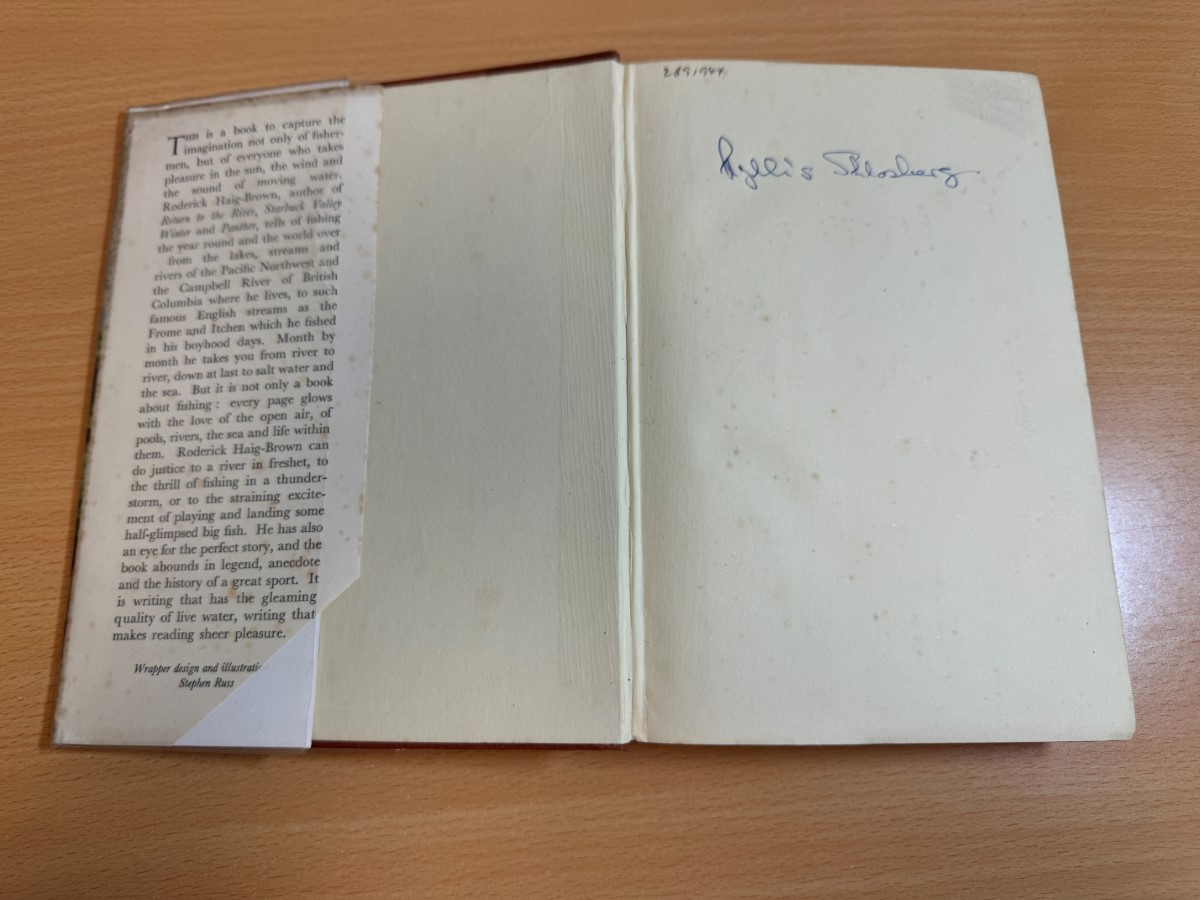 THIS is a book to capture the
imagination not only of fisher-
men, but of everyone who takes
pleasure in the sun, the wind and
the sound of moving water.
Roderick Haig-Brown, author of
Return to the River, Starbuck Valley
Winter and Panther, tells of fishing
the year round and the world over
from the lakes, streams and
rivers of the Pacific Northwest and
the Campbell River of British
Columbia where he lives, to such
famous English streams as the
Frome and Itchen which he fished
in his boyhood days. Month by
month he takes you from river to
river, down at last to salt water and
the sea. But it is not only a book
about fishing : every page glows
with the love of the open air, of
pools, rivers, the sea and life within
them. Roderick Haig-Brown can
do justice to a river in freshet, to
the thrill of fishing in a thunder-
storm, or to the straining excite-
ment of playing and landing some
half-glimpsed big fish. He has also
an eye for the perfect story, and the
book abounds in legend, anecdote
and the history of a great sport. It
is writing that has the gleaming
quality of live water, writing that
makes reading sheer pleasure.
Wrapper design and
Stephen Russ
Phyllis